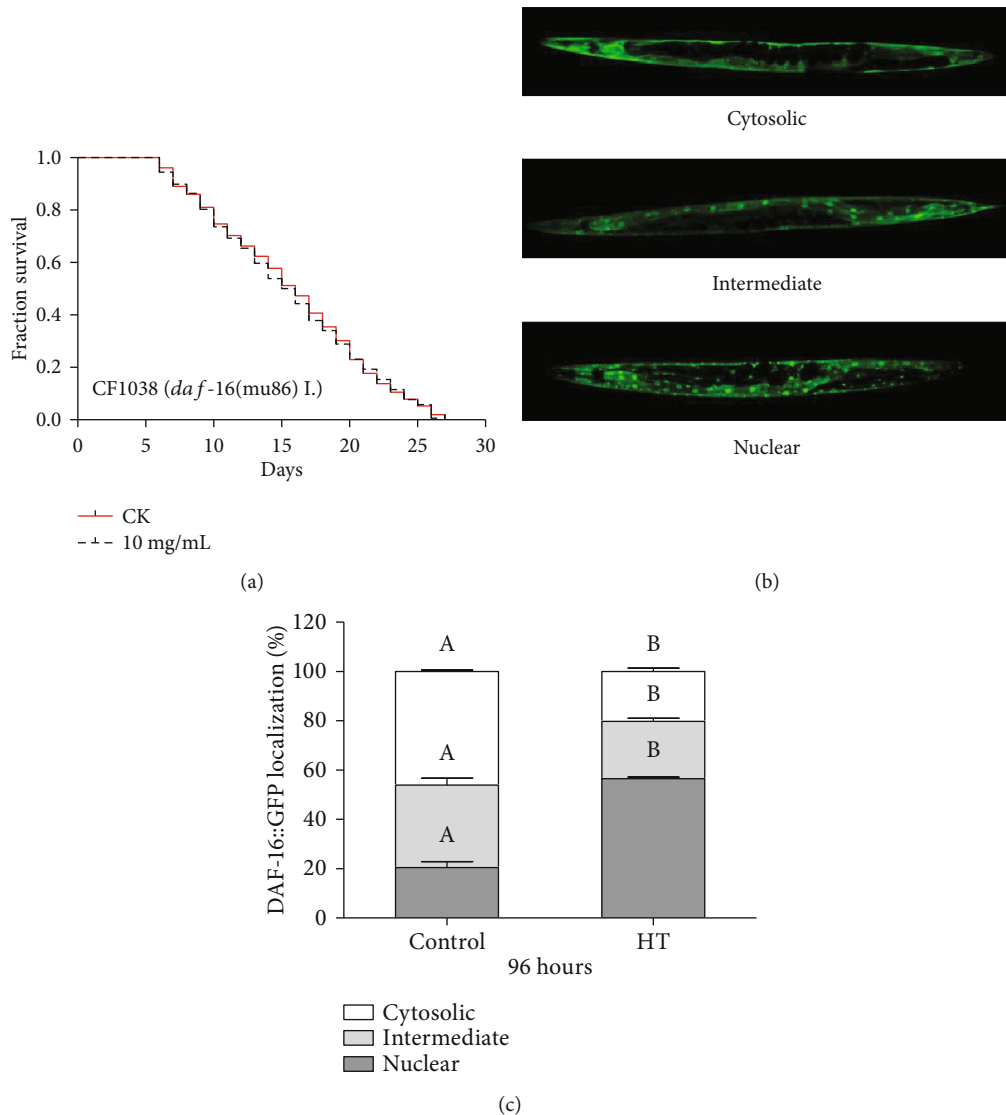 Cytosolic
Intermediate
Nuclear
Fraction survival
1.0
0.8
0.6
0.4
0.2
0.0
CF1038 (daf-16(mu86) I.)
0 5 10 15 20 25 30
Days
CK
10 mg/mL
(a)
(b)
DAF-16::GFP localization (%)
120
100
80
60
40
20
0
A B
A B
A B
A
Control HT
96 hours
Cytosolic
Intermediate
Nuclear
(c)